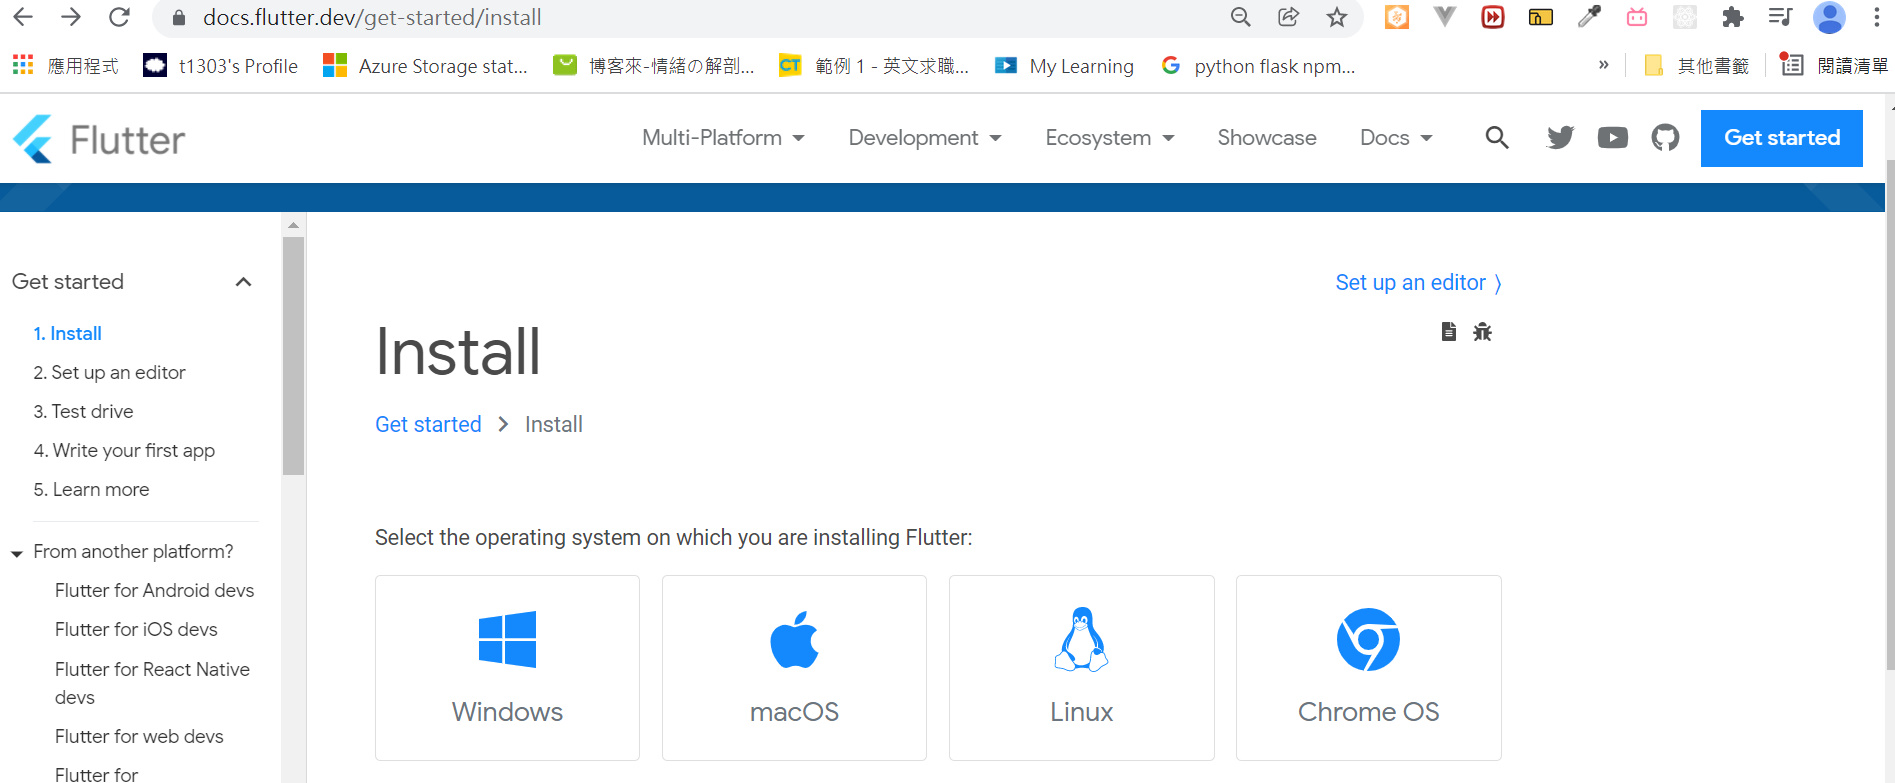 docs.flutter.dev/get-started/install
應用程式 t1303's Profile Azure Storage stat... 博客來-情緒の解剖... CT 範例 1 - 英文求職... My Learning python flask npm... » 其他書籤 閱讀清單
Flutter Multi-Platform Development Ecosystem Showcase Docs Get started
Get started
1. Install
2. Set up an editor
3. Test drive
4. Write your first app
5. Learn more
From another platform?
Flutter for Android devs
Flutter for iOS devs
Flutter for React Native
devs
Flutter for web devs
Flutter for
Set up an editor 〉
Install
Get started > Install
Select the operating system on which you are installing Flutter:
Windows macOS Linux Chrome OS